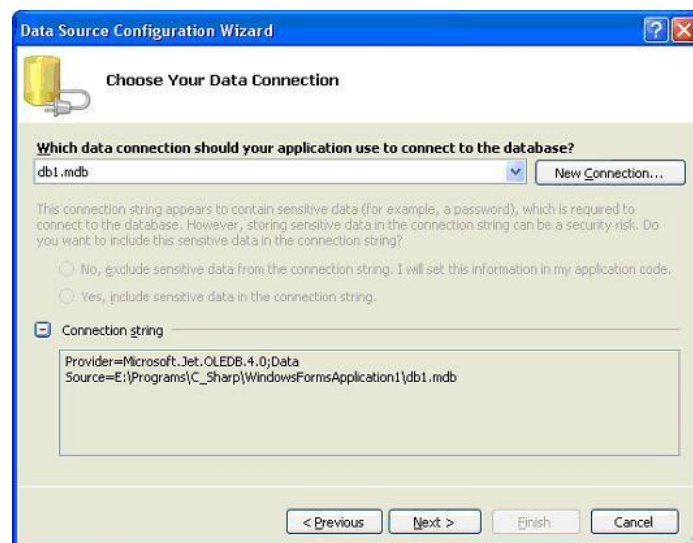 Data Source Configuration Wizard
Choose Your Data Connection
Which data connection should your application use to connect to the database?
db1.mdb
New Connection...
This connection string appears to contain sensitive data (for example, a password), which is required to
connect to the database. However, storing sensitive data in the connection string can be a security risk. Do
you want to include this sensitive data in the connection string?
No, exclude sensitive data from the connection string. I will set this information in my application code.
Yes, include sensitive data in the connection string.
Connection string
Provider=Microsoft.Jet.OLEDB.4.0;Data
Source=E:\Programs\C_Sharp\WindowsFormsApplication1\db1.mdb
< Previous
Next >
Finish
Cancel